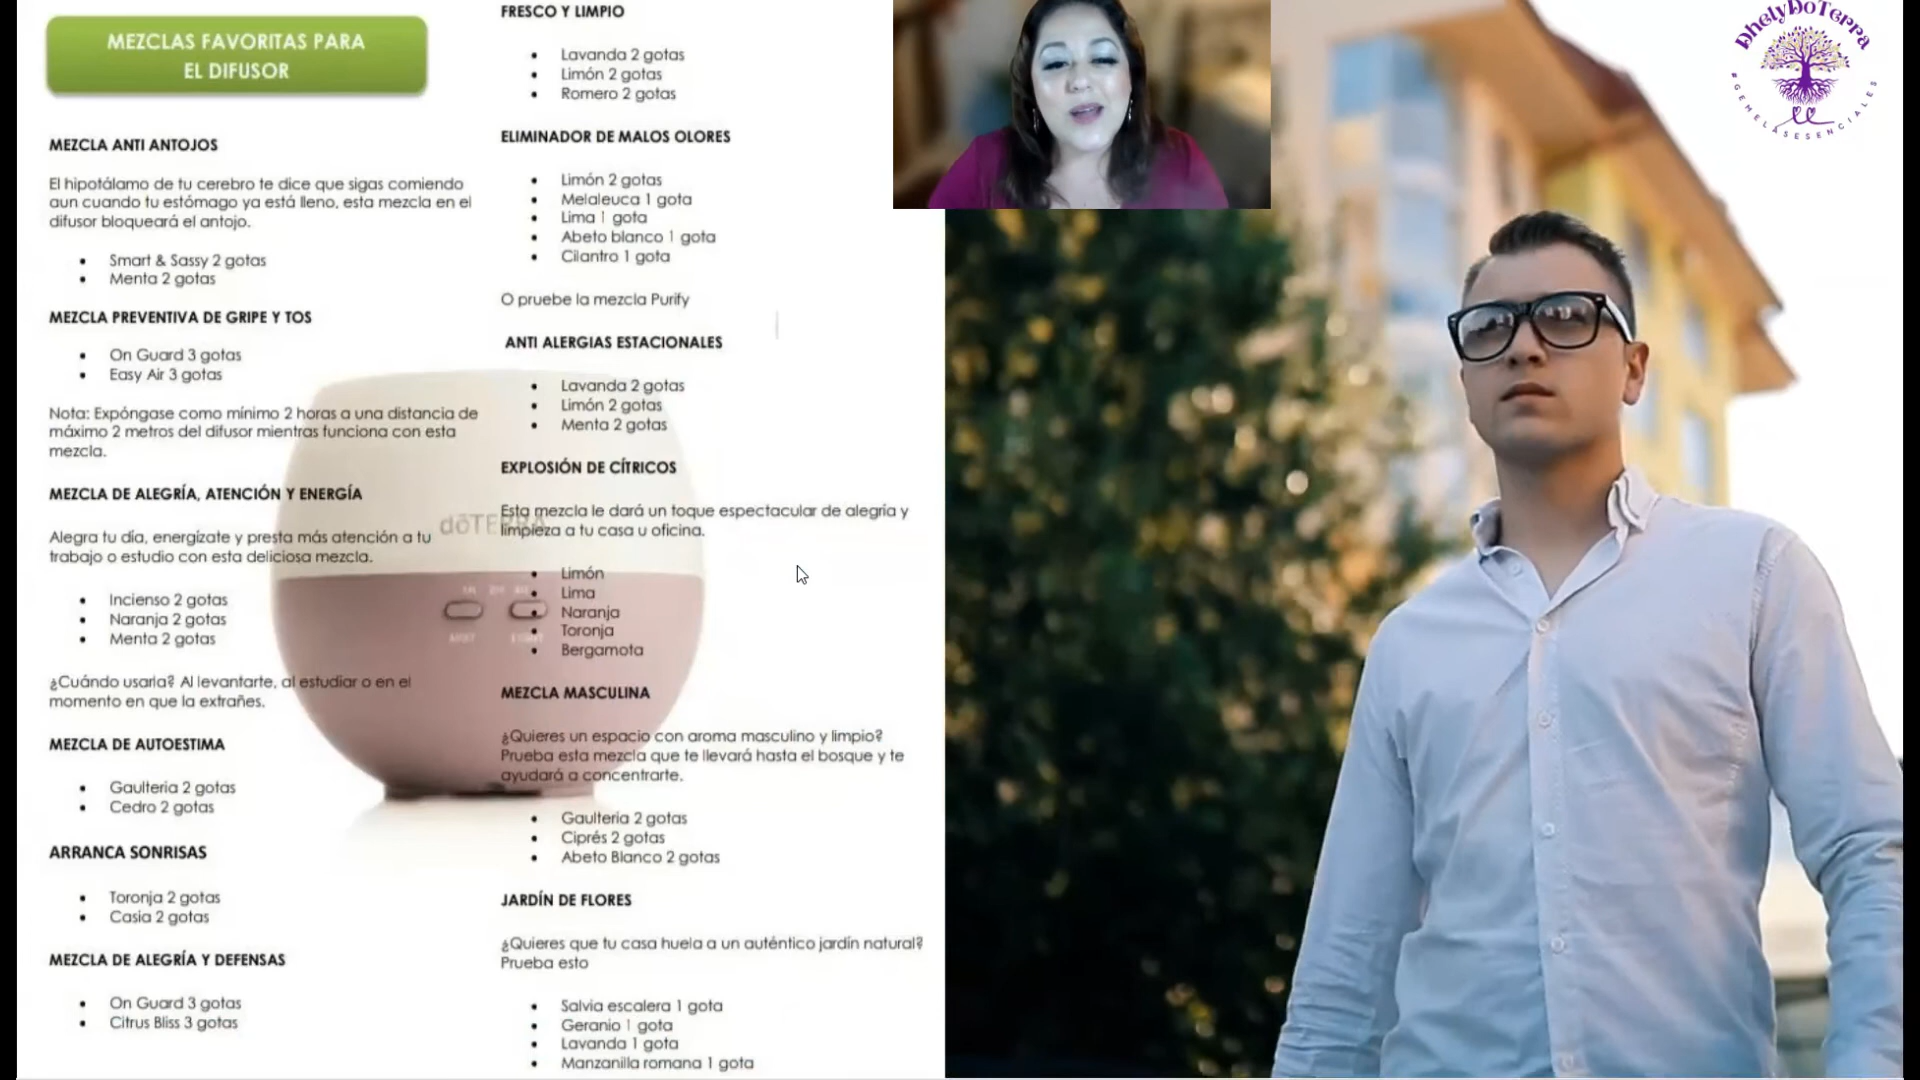 MEZCLAS FAVORITAS PARA
EL DIFUSOR
MEZCLA ANTI ANTOJOS
El hipotálamo de tu cerebro te dice que sigas comiendo
aun cuando tu estómago ya está lleno, esta mezcla en el
difusor bloqueará el antojo.
• Smart & Sassy 2 gotas
• Menta 2 gotas
MEZCLA PREVENTIVA DE GRIPE Y TOS
• On Guard 3 gotas
• Easy Air 3 gotas
Nota: Expóngase como mínimo 2 horas a una distancia de
máximo 2 metros del difusor mientras funciona con esta
mezcla.
MEZCLA DE ALEGRÍA, ATENCIÓN Y ENERGÍA
Alegra tu día, energízate y presta más atención a tu
trabajo o estudio con esta deliciosa mezcla.
• Incienso 2 gotas
• Naranja 2 gotas
• Menta 2 gotas
¿Cuándo usarla? Al levantarte, al estudiar o en el
momento en que la extrañes.
MEZCLA DE AUTOESTIMA
• Gaulteria 2 gotas
• Cedro 2 gotas
ARRANCA SONRISAS
• Toronja 2 gotas
• Casia 2 gotas
MEZCLA DE ALEGRÍA Y DEFENSAS
• On Guard 3 gotas
• Citrus Bliss 3 gotas
FRESCO Y LIMPIO
• Lavanda 2 gotas
• Limón 2 gotas
• Romero 2 gotas
ELIMINADOR DE MALOS OLORES
• Limón 2 gotas
• Melaleuca 1 gota
• Lima 1 gota
• Abeto blanco 1 gota
• Cilantro 1 gota
O pruebe la mezcla Purify
ANTI ALERGIAS ESTACIONALES
• Lavanda 2 gotas
• Limón 2 gotas
• Menta 2 gotas
EXPLOSIÓN DE CÍTRICOS
Esta mezcla le dará un toque espectacular de alegría y
limpieza a tu casa u oficina.
• Limón
• Lima
• Naranja
• Toronja
• Bergamota
MEZCLA MASCULINA
¿Quieres un espacio con aroma masculino y limpio?
Prueba esta mezcla que te llevará hasta el bosque y te
ayudará a concentrarte.
• Gaulteria 2 gotas
• Ciprés 2 gotas
• Abeto Blanco 2 gotas
JARDÍN DE FLORES
¿Quieres que tu casa huela a un auténtico jardín natural?
Prueba esto
• Salvia esclarea 1 gota
• Geranio 1 gota
• Lavanda 1 gota
• Manzanilla romana 1 gota
dōTERRA
DhelyDoTerra
#GEMELASESENCIALES